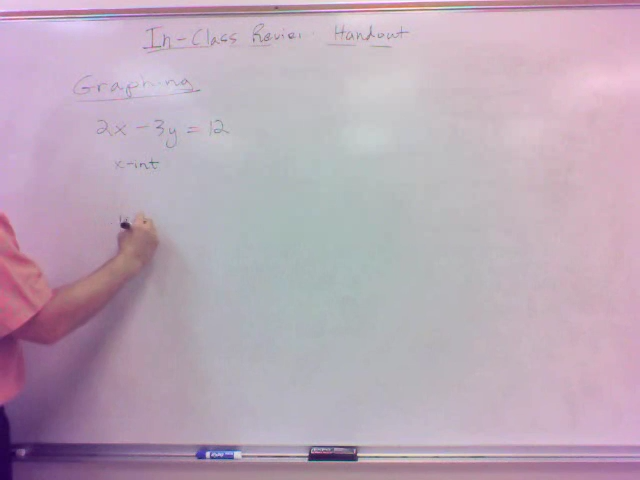 In-Class Review Handout
Graphing
2x - 3y = 12
x-int